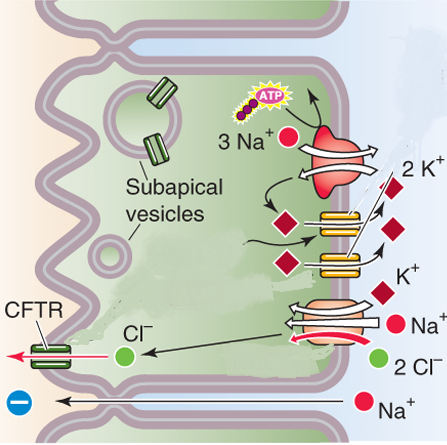 ATP
3 Na⁺
2 K⁺
Subapical
vesicles
K⁺
CFTR
Cl⁻
Na⁺
2 Cl⁻
−
Na⁺